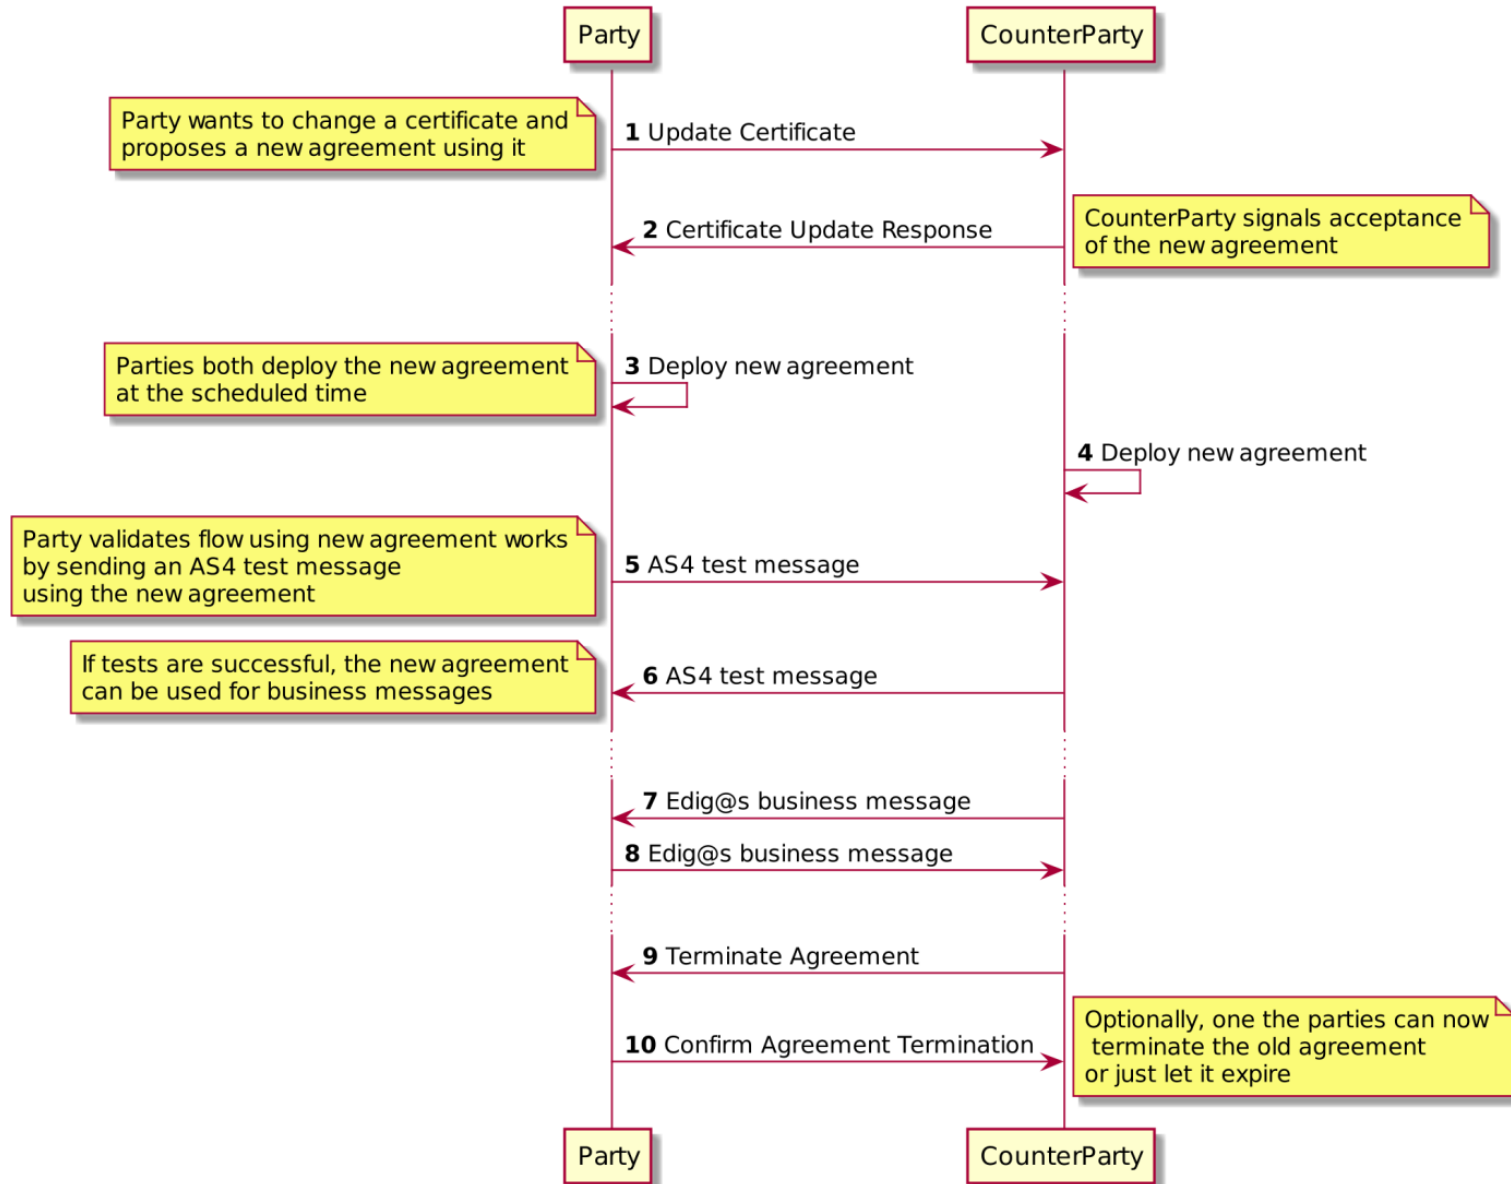 Party
CounterParty
Party wants to change a certificate and
proposes a new agreement using it
1 Update Certificate
2 Certificate Update Response
CounterParty signals acceptance
of the new agreement
Parties both deploy the new agreement
at the scheduled time
3 Deploy new agreement
4 Deploy new agreement
Party validates flow using new agreement works
by sending an AS4 test message
using the new agreement
5 AS4 test message
If tests are successful, the new agreement
can be used for business messages
6 AS4 test message
7 Edig@s business message
8 Edig@s business message
9 Terminate Agreement
10 Confirm Agreement Termination
Optionally, one the parties can now
terminate the old agreement
or just let it expire
Party
CounterParty